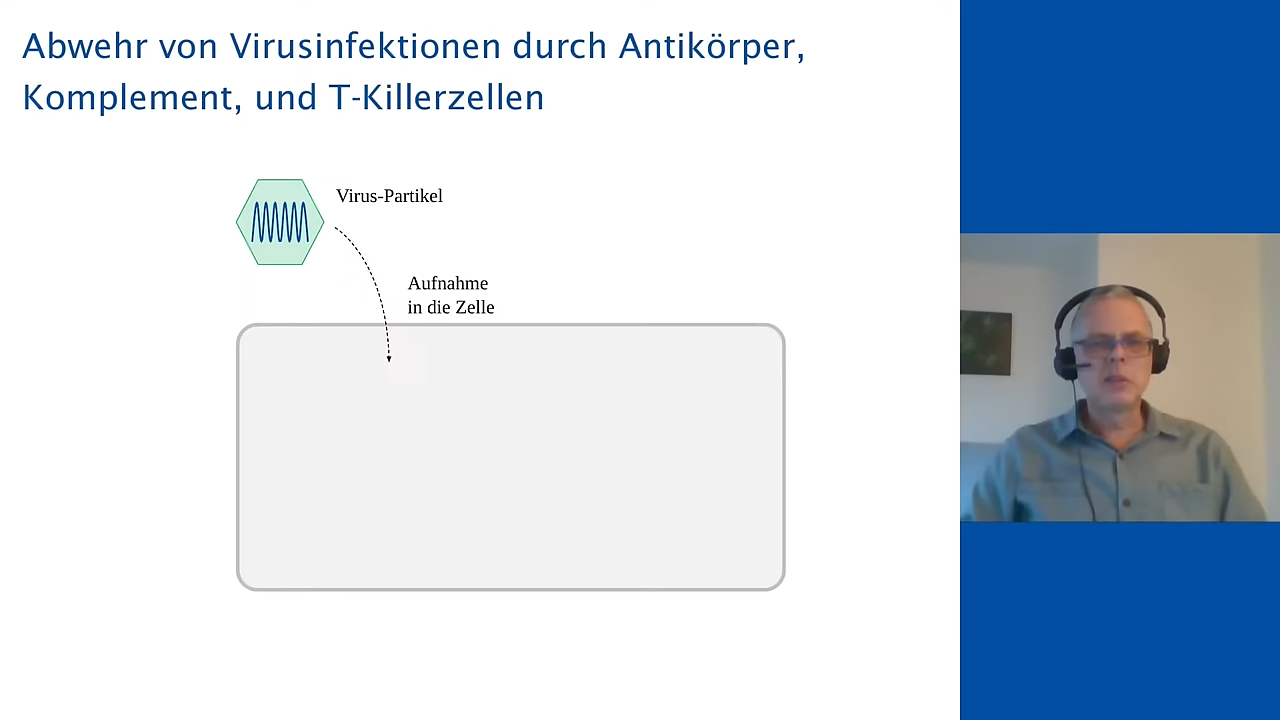 Abwehr von Virusinfektionen durch Antikörper,
Komplement, und T-Killerzellen
Virus-Partikel
Aufnahme
in die Zelle